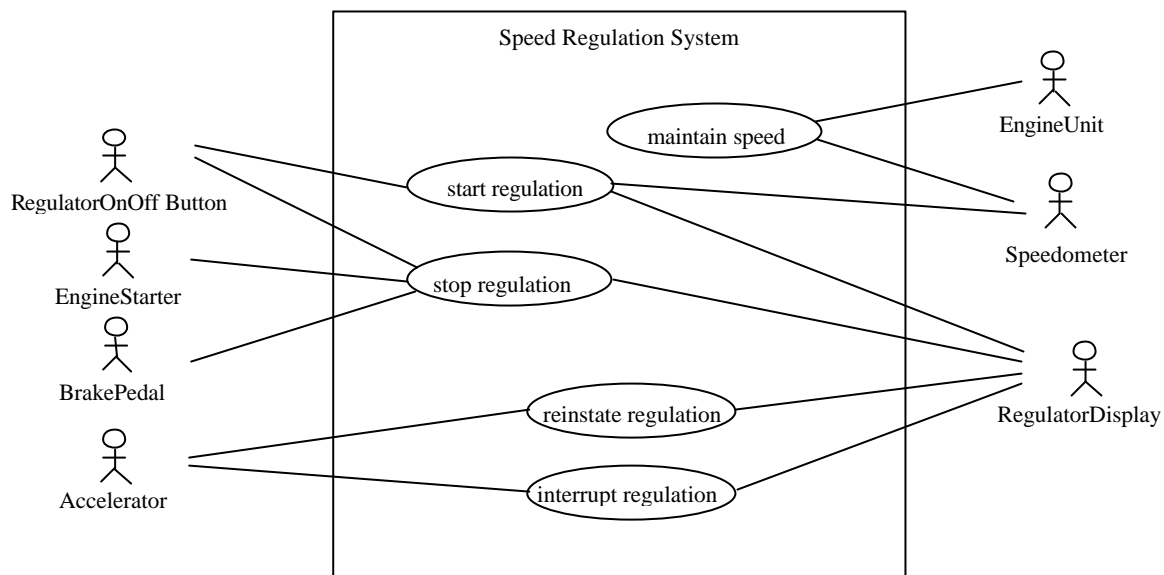 Speed Regulation System
EngineUnit
maintain speed
RegulatorOnOff Button
start regulation
Speedometer
EngineStarter
stop regulation
BrakePedal
reinstate regulation
RegulatorDisplay
Accelerator
interrupt regulation